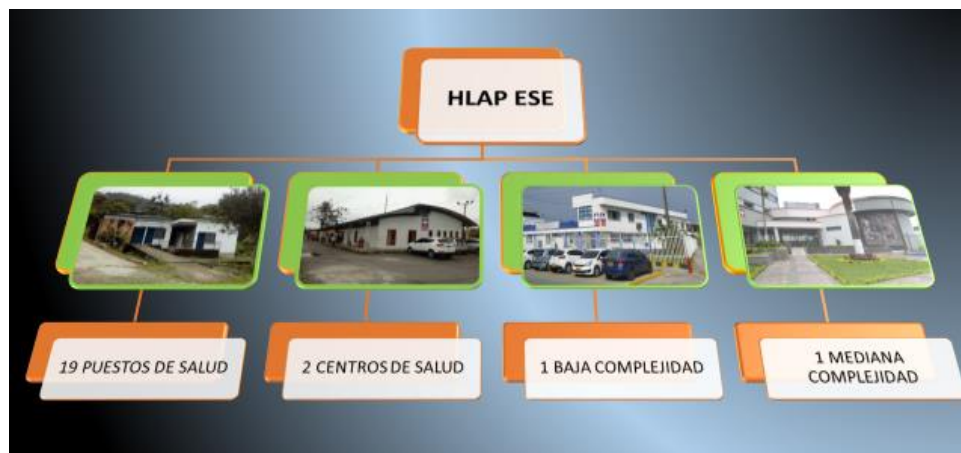 HLAP ESE
19 PUESTOS DE SALUD
2 CENTROS DE SALUD
1 BAJA COMPLEJIDAD
1 MEDIANA
COMPLEJIDAD